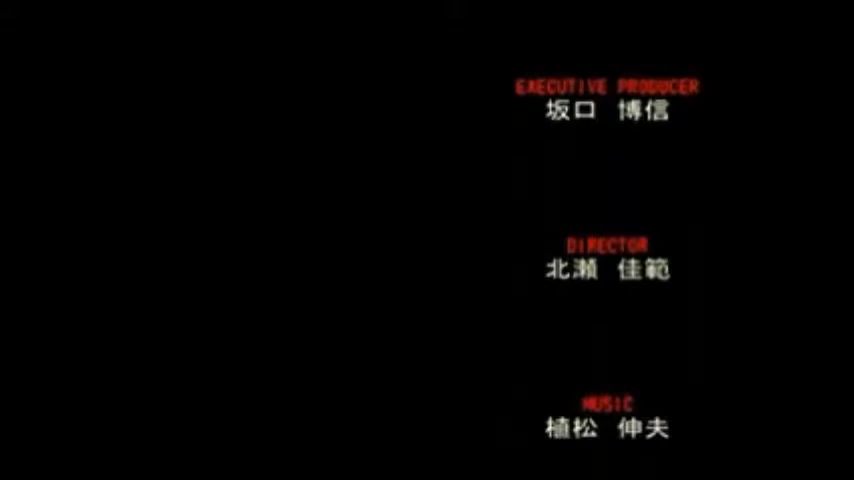 EXECUTIVE PRODUCER
坂口 博信
DIRECTOR
北瀬 佳範
MUSIC
植松 伸夫